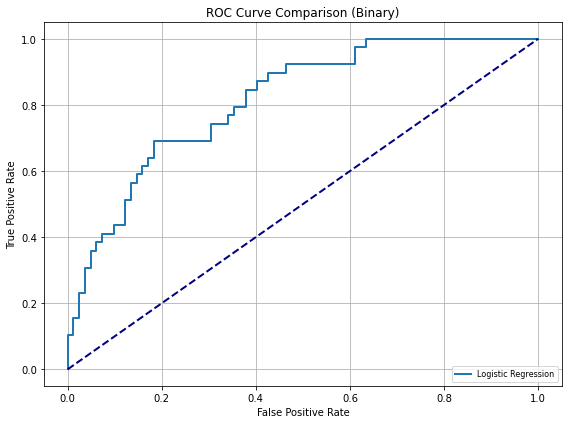 ROC Curve Comparison (Binary)
True Positive Rate
1.0
0.8
0.6
0.4
0.2
0.0
Logistic Regression
0.0 0.2 0.4 0.6 0.8 1.0
False Positive Rate